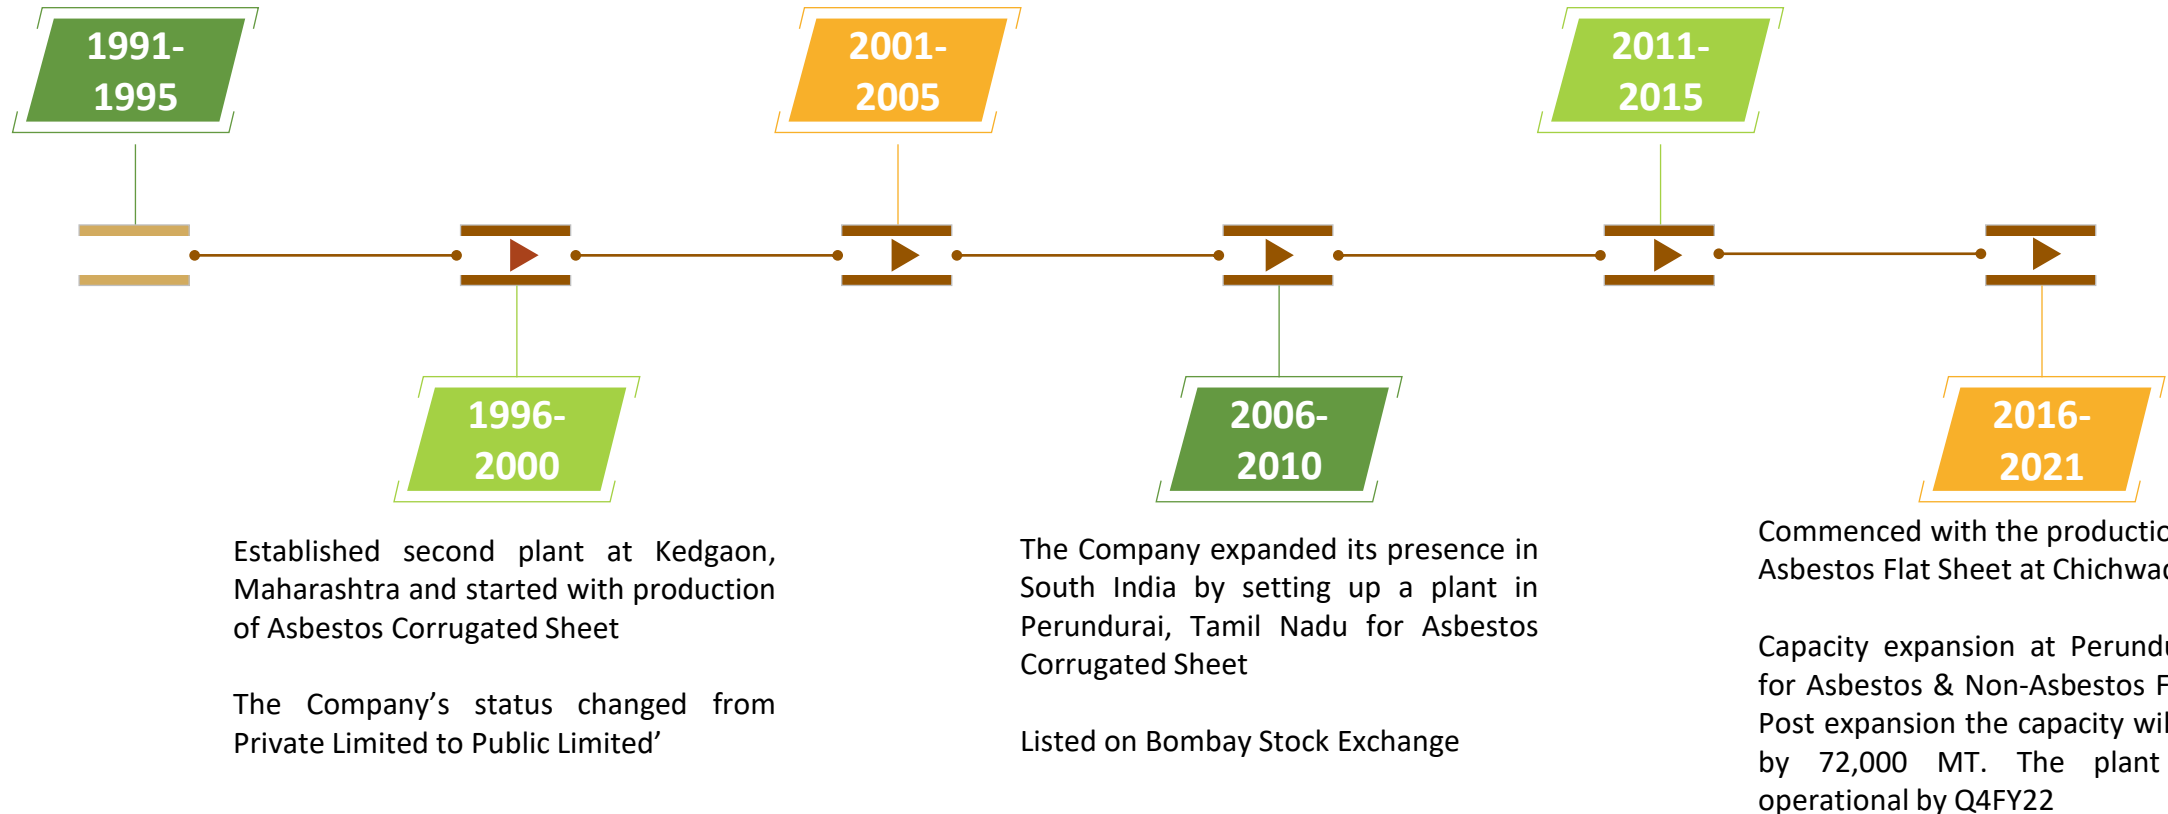 1991-
1995
2001-
2005
2011-
2015
1996-
2000
2006-
2010
2016-
2021
Established second plant at Kedgaon,
Maharashtra and started with production
of Asbestos Corrugated Sheet
The Company’s status changed from
Private Limited to Public Limited’
The Company expanded its presence in
South India by setting up a plant in
Perundurai, Tamil Nadu for Asbestos
Corrugated Sheet
Listed on Bombay Stock Exchange
Commenced with the
Asbestos Flat Sheet at
Capacity expansion at
for Asbestos & Non-Asbestos
Post expansion the capacity
by 72,000 MT. The plant
operational by Q4FY22